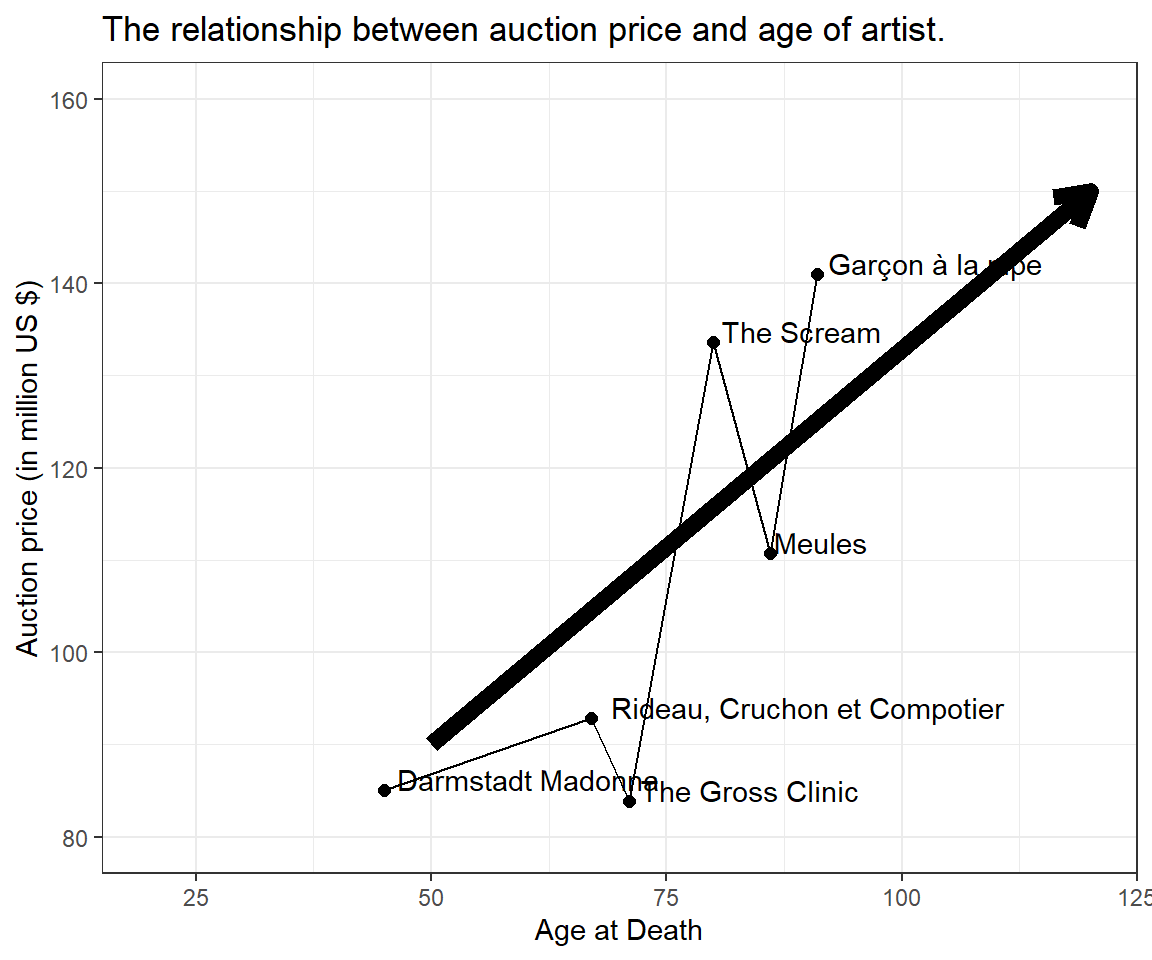 The relationship between auction price and age of artist.
160
140
120
100
80
Auction price (in million US $)
Garçon à la
The Scream
Meules
Rideau, Cruchon et Compotier
Darmstadt Madonna
The Gross Clinic
25
50
75
100
125
Age at Death